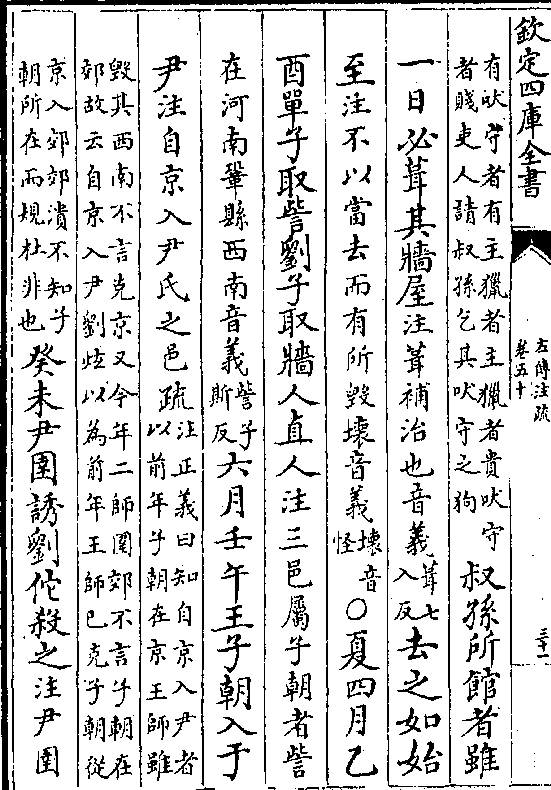 欽定四庫全書
左傳注疏
卷五十
三十一
有吠守者有主獵者主獵者貴吠守
者賤吏人請叔孫乞其吠守之狗
叔孫所館者雖
一日必葺其牆屋注葺補治也音義
葺七
入反
去之如始
至注不以當去而有所毀壞音義
壞音
怪
○夏四月乙
酉單子取訾劉子取牆人直人注三邑屬子朝者訾
在河南鞏縣西南音義
訾子
斯反
六月壬午王子朝入于
尹注自京入尹氏之邑疏
注正義曰知自京入尹者
以前年子朝在京王師雖
毀其西南不言克京又今年二師圍郊不言子朝在
郊故云自京入尹劉炫以為前年王師已克子朝從
京入郊郊潰不知子
朝所在而規杜非也
癸未尹圉誘劉佗殺之注尹圉